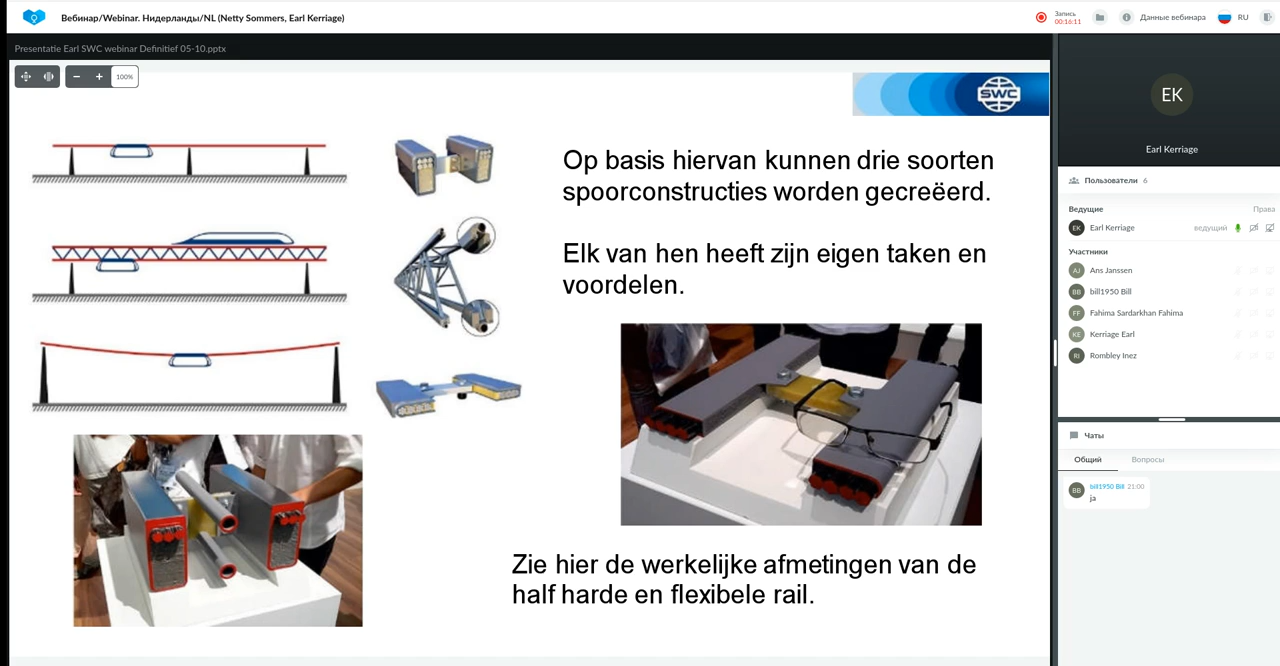 Вебинар/Webinar. Нидерланды/NL (Netty Sommers, Earl Kerriage)
Запись
00:16:11
Данные вебинара
RU
Presentatie Earl SWC webinar Definitief 05-10.pptx
100%
SWC
Op basis hiervan kunnen drie soorten
spoorconstructies worden gecreëerd.
Elk van hen heeft zijn eigen taken en
voordelen.
Zie hier de werkelijke afmetingen van de
half harde en flexibele rail.
EK
Earl Kerriage
Пользователи 6
Ведущие Права
EK Earl Kerriage ведущий
Участники
AJ Ans Janssen
BB bill1950 Bill
FF Fahima Sardarkhan Fahima
KE Kerriage Earl
RI Rombley Inez
Чаты
Общий Вопросы
BB bill1950 Bill 21:00
ja